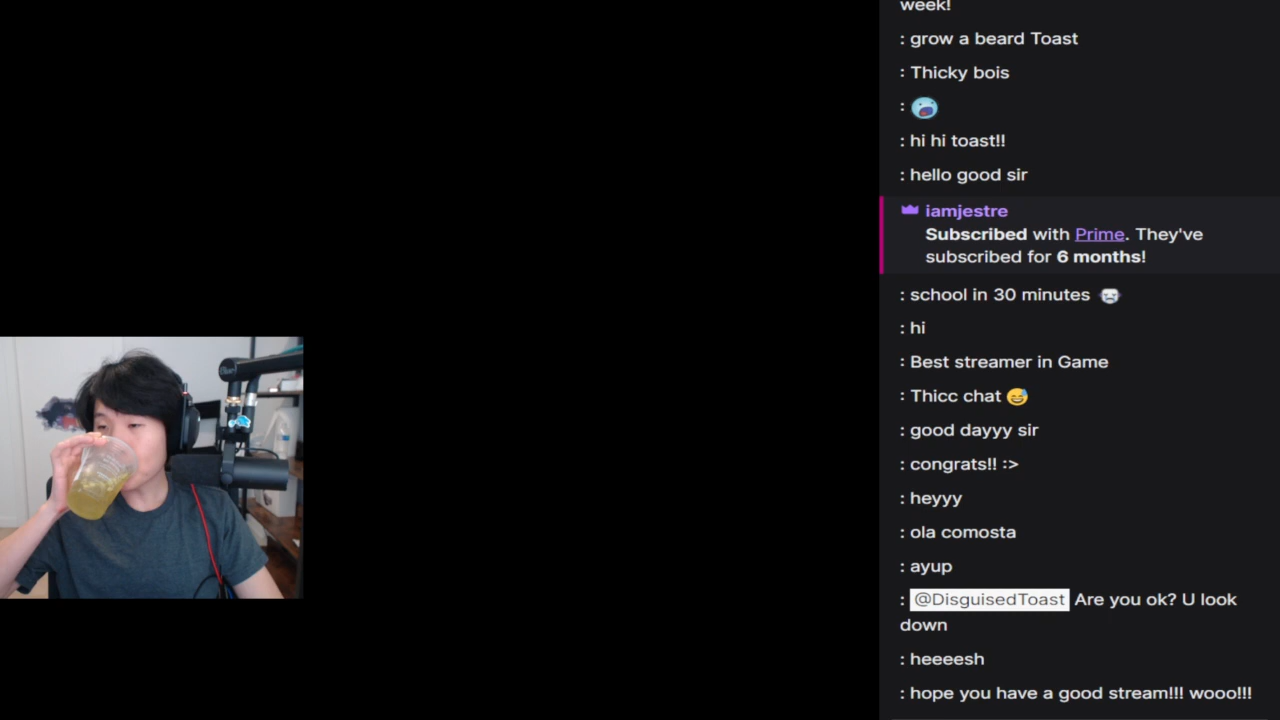 week!
: grow a beard Toast
: Thicky bois
:
: hi hi toast!!
: hello good sir
iamjestre
Subscribed with Prime. They've
subscribed for 6 months!
: school in 30 minutes
: hi
: Best streamer in Game
: Thicc chat 😅
: good dayyy sir
: congrats!! :>
: heyyy
: ola comosta
: ayup
: @DisguisedToast Are you ok? U look
down
: heeeesh
: hope you have a good stream!!! wooo!!!